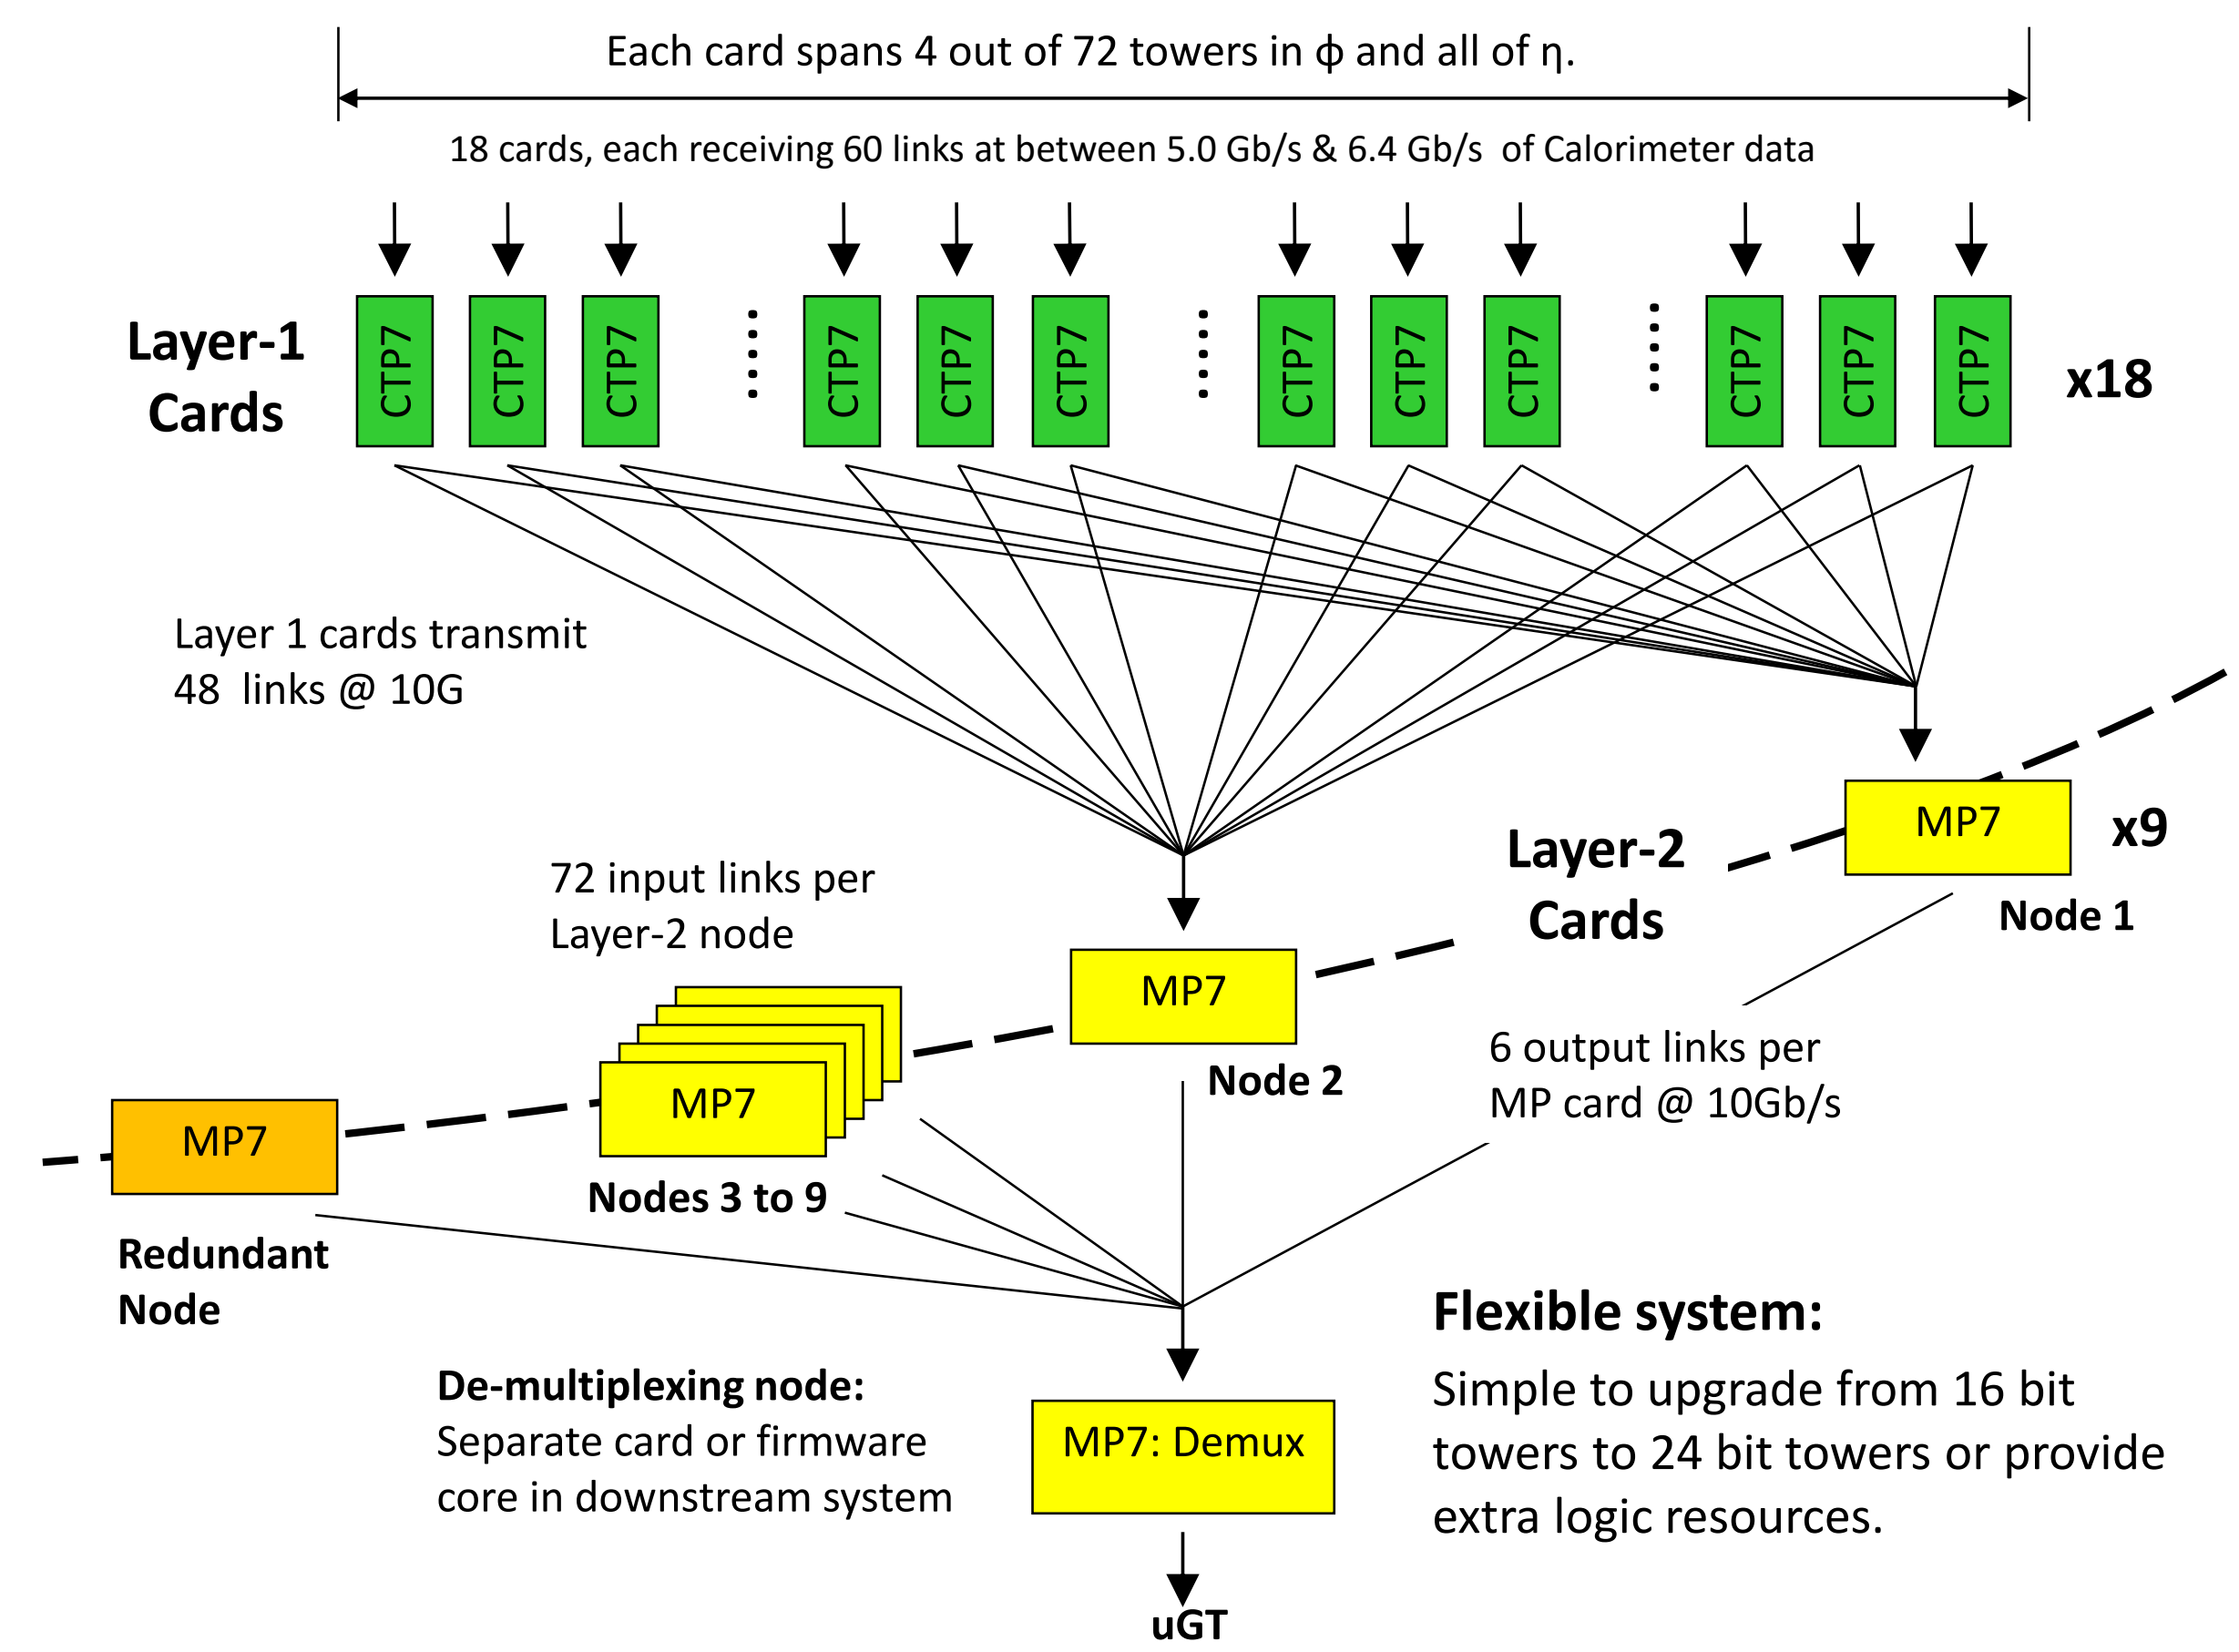 Each card spans 4 out of 72 towers in ϕ and all of η.
18 cards, each receiving 60 links at between 5.0 Gb/s & 6.4 Gb/s of Calorimeter data
Layer-1
Cards
CTP7
CTP7
CTP7
CTP7
CTP7
CTP7
CTP7
CTP7
CTP7
CTP7
CTP7
CTP7
x18
Layer 1 cards transmit
48 links @ 10G
MP7
x9
Node 1
Layer-2
Cards
72 input links per
Layer-2 node
MP7
Node 2
6 output links per
MP card @ 10Gb/s
MP7
Nodes 3 to 9
MP7
Redundant
Node
De-multiplexing node:
Separate card or firmware
core in downstream system
MP7: Demux
uGT
Flexible system:
Simple to upgrade from 16 bit
towers to 24 bit towers or provide
extra logic resources.